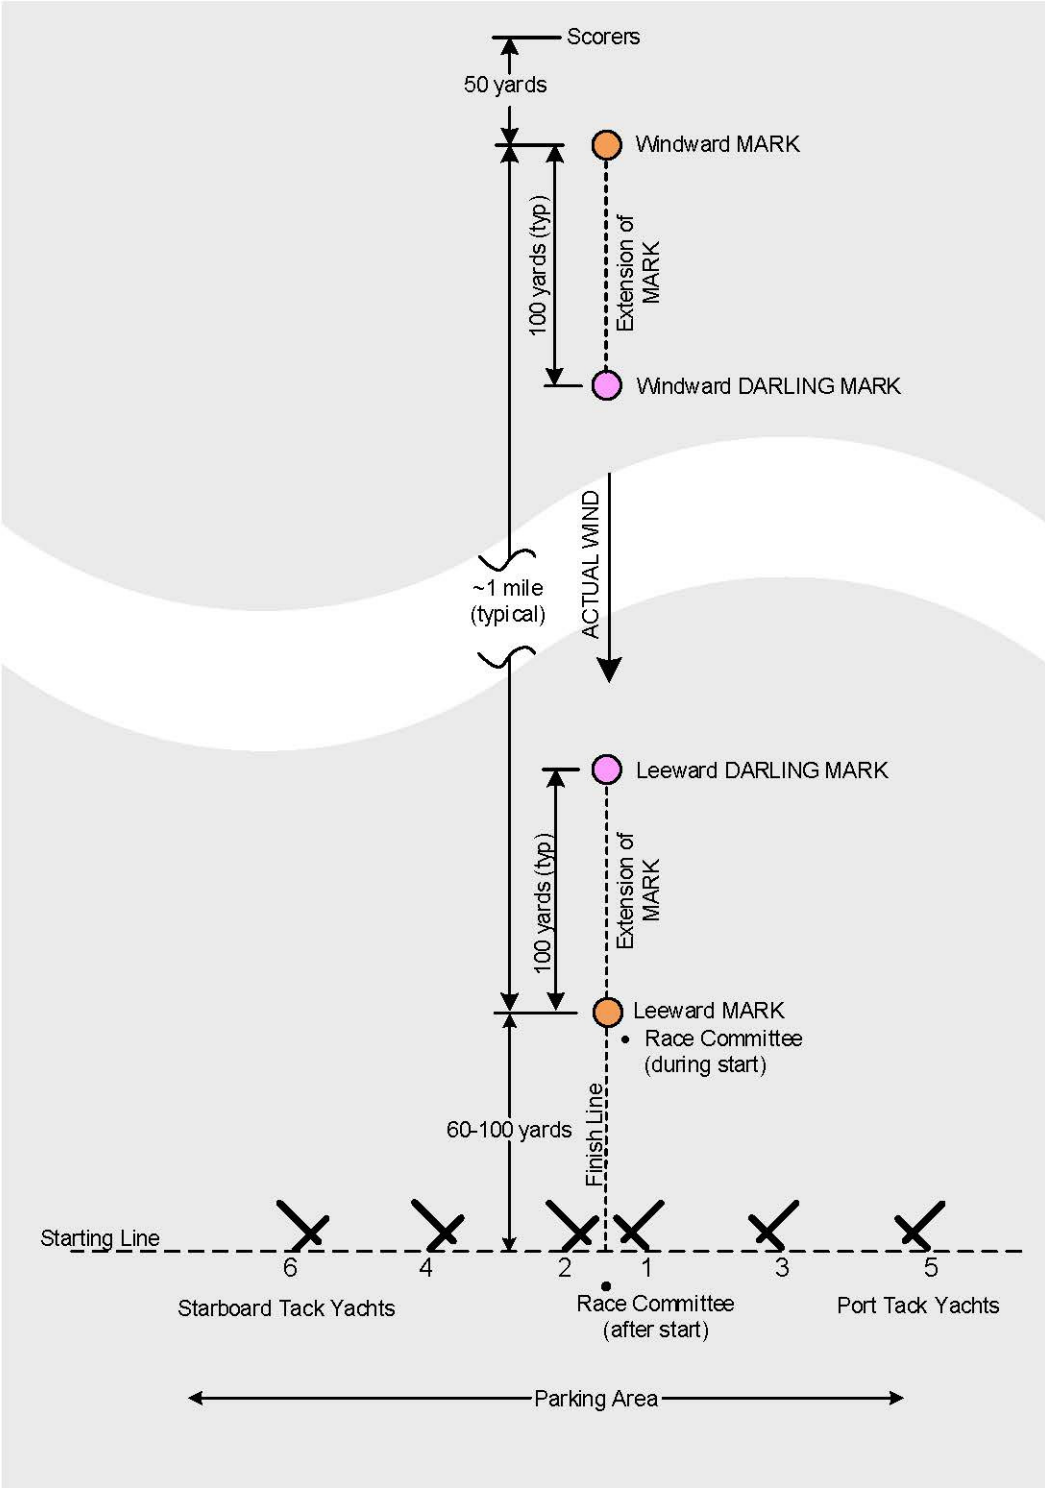 Scorers
50 yards
Windward MARK
100 yards (typ)
Extension of
MARK
Windward DARLING MARK
ACTUAL WIND
~1 mile
(typical)
Leeward DARLING MARK
100 yards (typ)
Extension of
MARK
Leeward MARK
• Race Committee
(during start)
60-100 yards
Finish Line
Starting Line
6 4 2 1 3 5
Starboard Tack Yachts
Race Committee
(after start)
Port Tack Yachts
Parking Area